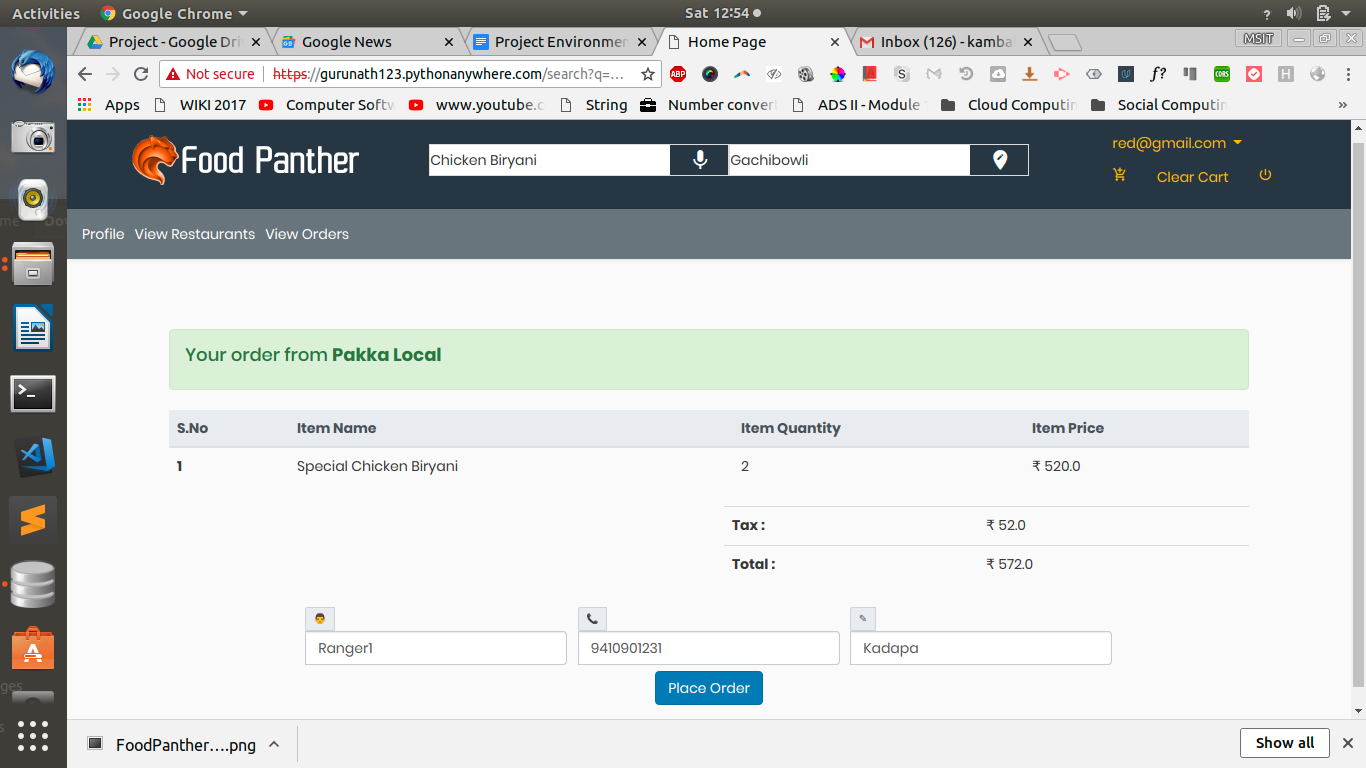 Activities Google Chrome Sat 12:54
Project - Google Dri Google News Project Environmen Home Page Inbox (126) - kamba MSIT
Not secure https://gurunath123.pythonanywhere.com/search?q=...
Apps WIKI 2017 Computer Softw www.youtube.c String Number conver ADS II - Module Cloud Computin Social Computin »
Food Panther Chicken Biryani Gachibowli red@gmail.com
Clear Cart
Profile View Restaurants View Orders
Your order from Pakka Local
S.No Item Name Item Quantity Item Price
1 Special Chicken Biryani 2 ₹ 520.0
Tax : ₹ 52.0
Total : ₹ 572.0
Ranger1 9410901231 Kadapa
Place Order
FoodPanther....png Show all